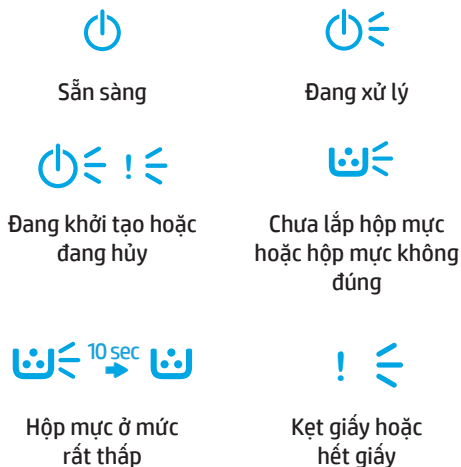 Sẵn sàng
Đang xử lý
!
Đang khởi tạo hoặc
đang hủy
Chưa lắp hộp mực
hoặc hộp mực không
đúng
10 sec
Hộp mực ở mức
rất thấp
!
Kẹt giấy hoặc
hết giấy